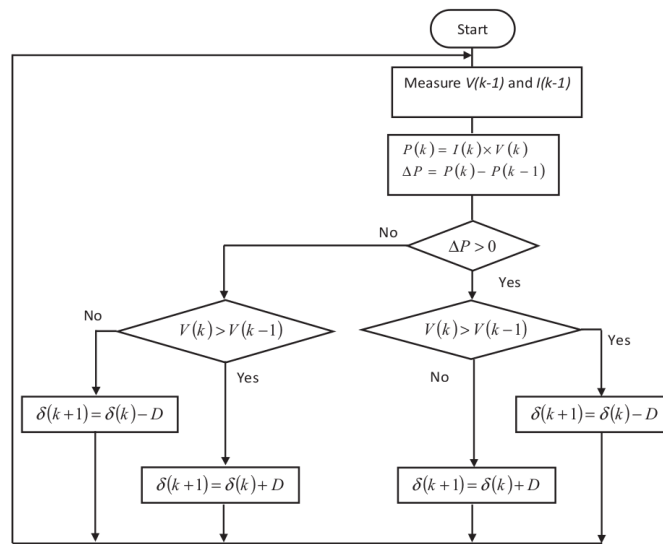 Start
Measure V(k-1) and I(k-1)
P(k) = I(k)×V(k)
ΔP = P(k) − P(k − 1)
No
ΔP > 0
Yes
No
V(k) > V(k−1)
V(k) > V(k−1)
Yes
Yes
No
δ(k+1) = δ(k) − D
δ(k+1) = δ(k) − D
δ(k+1) = δ(k) + D
δ(k+1) = δ(k) + D